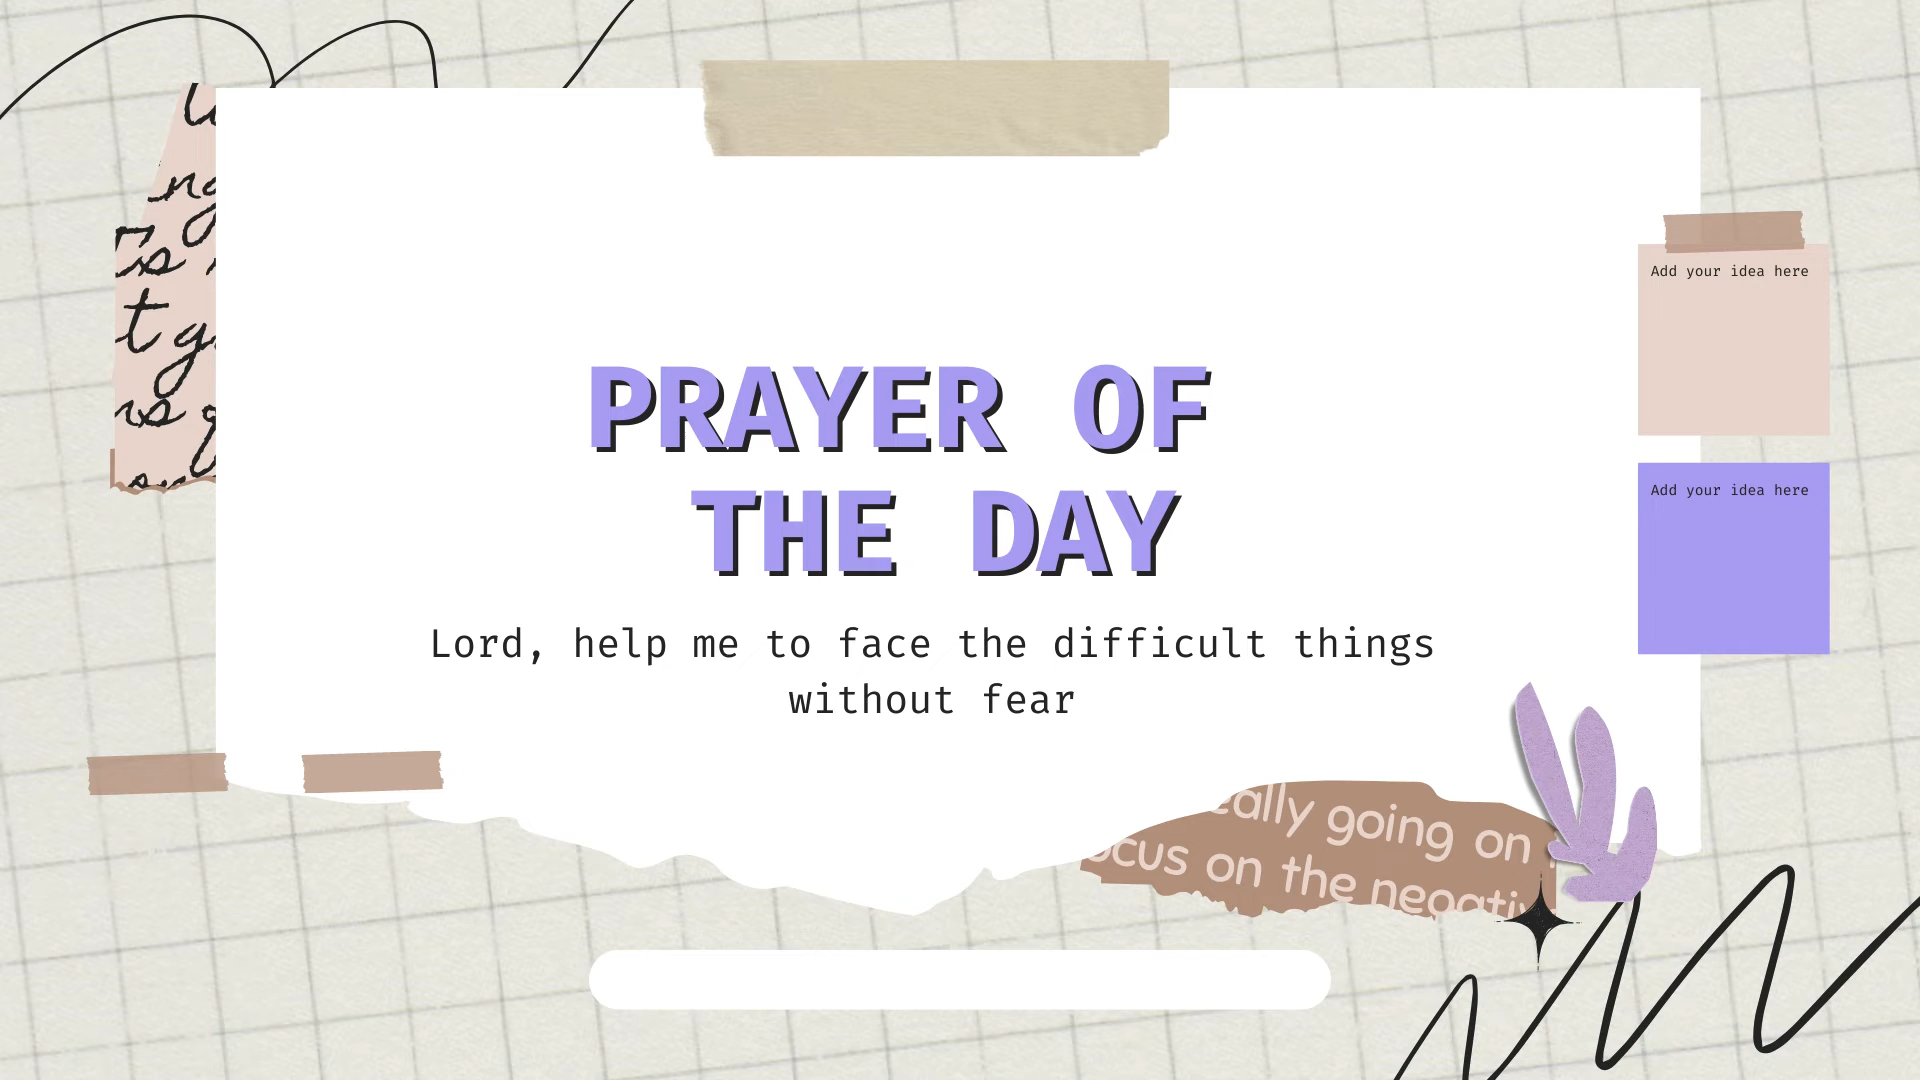 PRAYER OF
THE DAY
Lord, help me to face the difficult things
without fear
Add your idea here
Add your idea here
going on
on the